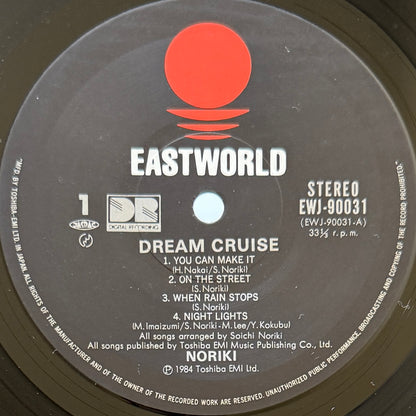 EASTWORLD
1
DR
DIGITAL RECORDING
STEREO
EWJ-90031
(EWJ-90031-A)
33⅓ r.p.m.
DREAM CRUISE
1. YOU CAN MAKE IT
(H. Nakai/S. Noriki)
2. ON THE STREET
(S. Noriki)
3. WHEN RAIN STOPS
(S. Noriki)
4. NIGHT LIGHTS
(M. Imaizumi/S. Noriki-M. Lee/Y. Kokubu)
All songs arranged by Soichi Noriki
All songs published by Toshiba EMI Music Publishing Co., Ltd.
NORIKI
℗1984 Toshiba EMI Ltd.
"MF'D. BY TOSHIBA-EMI LTD. IN JAPAN. ALL RIGHTS OF THE MANUFACTURER AND OF THE OWNER OF THE RECORDED WORK RESERVED. UNAUTHORIZED PUBLIC PERFORMANCE, BROADCASTING AND COPYING OF THIS RECORD PROHIBITED."